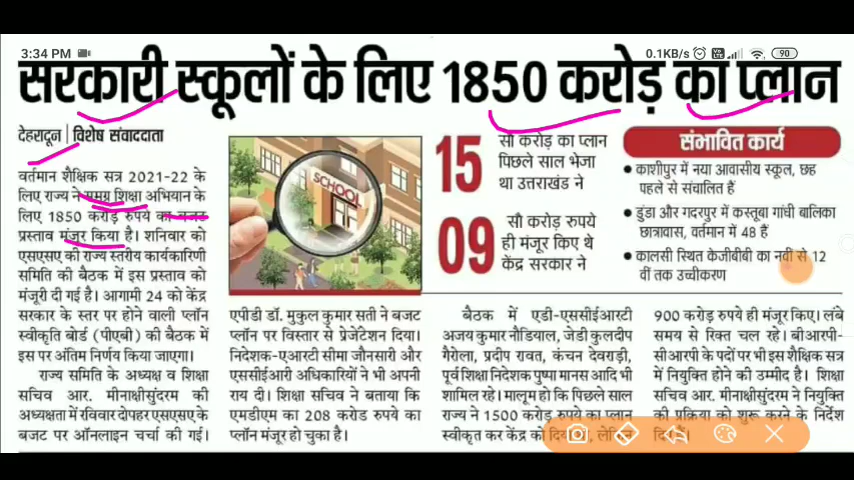 3:34 PM
0.1KB/s
90
सरकारी स्कूलों के लिए 1850 करोड़ का प्लान
देहरादून | विशेष संवाददाता
वर्तमान शैक्षिक सत्र 2021-22 के
लिए राज्य ने समग्र शिक्षा अभियान के
लिए 1850 करोड़ रुपये का बजट
प्रस्ताव मंजूर किया है। शनिवार को
एसएसए की राज्य स्तरीय कार्यकारिणी
समिति की बैठक में इस प्रस्ताव को
मंजूरी दी गई है। आगामी 24 को केंद्र
सरकार के स्तर पर होने वाली प्लॉन
स्वीकृति बोर्ड (पीएबी) की बैठक में
इस पर अंतिम निर्णय किया जाएगा।
राज्य समिति के अध्यक्ष व शिक्षा
सचिव आर. मीनाक्षीसुंदरम की
अध्यक्षता में रविवार दोपहर एसएसए के
बजट पर ऑनलाइन चर्चा की गई।
SCHOOL
एपीडी डॉ. मुकुल कुमार सती ने बजट
प्लॉन पर विस्तार से प्रेजेंटेशन दिया।
निदेशक-एआरटी सीमा जौनसारी और
एससीईआरटी अधिकारियों ने भी अपनी
राय दी। शिक्षा सचिव ने बताया कि
एमडीएम का 208 करोड रुपये का
प्लॉन मंजूर हो चुका है।
15
सौ करोड़ का प्लान
पिछले साल भेजा
था उत्तराखंड ने
09
सौ करोड़ रुपये
ही मंजूर किए थे
केंद्र सरकार ने
संभावित कार्य
• काशीपुर में नया आवासीय स्कूल, छह
पहले से संचालित हैं
• डुंडा और गदरपुर में कस्तूबा गांधी बालिका
छात्रावास, वर्तमान में 48 हैं
• कालसी स्थित केजीबीबी का नवीं से 12
वीं तक उच्चीकरण
बैठक में एडी-एससीईआरटी
अजय कुमार नौडियाल, जेडी कुलदीप
गैरोला, प्रदीप रावत, कंचन देवराड़ी,
पूर्व शिक्षा निदेशक पुष्पा मानस आदि भी
शामिल रहे। मालूम हो कि पिछले साल
राज्य ने 1500 करोड़ रुपये का प्लान
स्वीकृत कर केंद्र को
900 करोड़ रुपये ही मंजूर किए। लंबे
समय से रिक्त चल रहे। बीआरपी-
सीआरपी के पदों पर भी इस शैक्षिक सत्र
में नियुक्ति होने की उम्मीद है। शिक्षा
सचिव आर. मीनाक्षीसुंदरम ने नियुक्ति
की प्रक्रिया को शुरू करने के निर्देश